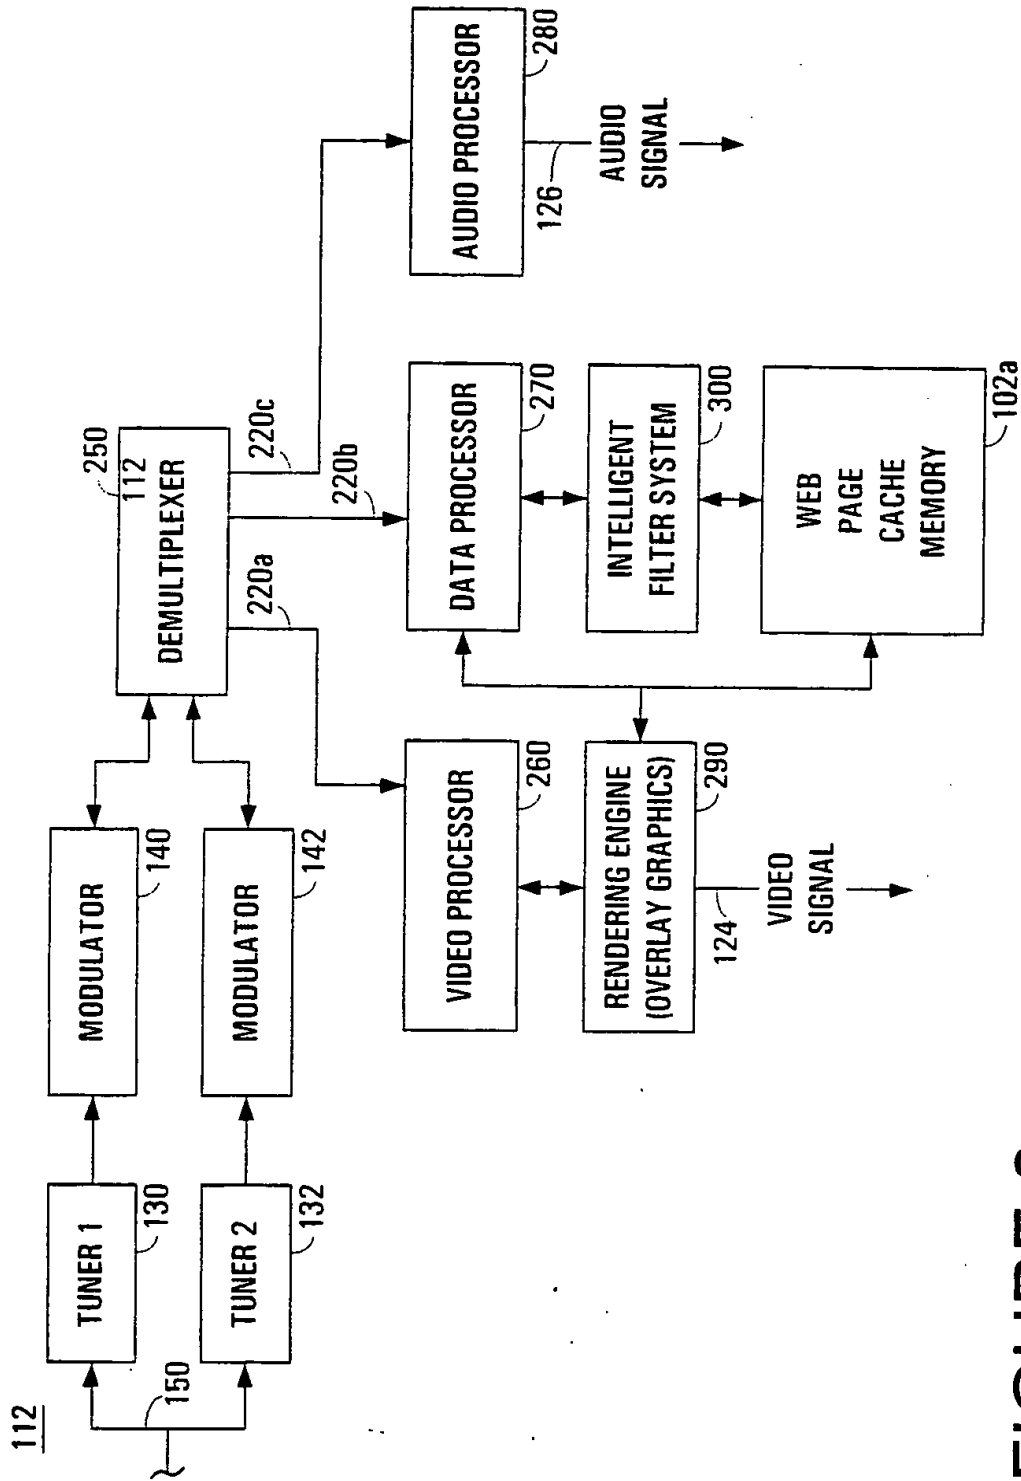 112
150
TUNER 1
130
TUNER 2
132
MODULATOR
140
MODULATOR
142
250
112
DEMULTIPLEXER
220a
220b
220c
VIDEO PROCESSOR
260
RENDERING ENGINE
(OVERLAY GRAPHICS)
290
124
VIDEO
SIGNAL
DATA PROCESSOR
270
INTELLIGENT
FILTER SYSTEM
300
WEB
PAGE
CACHE
MEMORY
102a
AUDIO PROCESSOR
280
126
AUDIO
SIGNAL
FIGURE